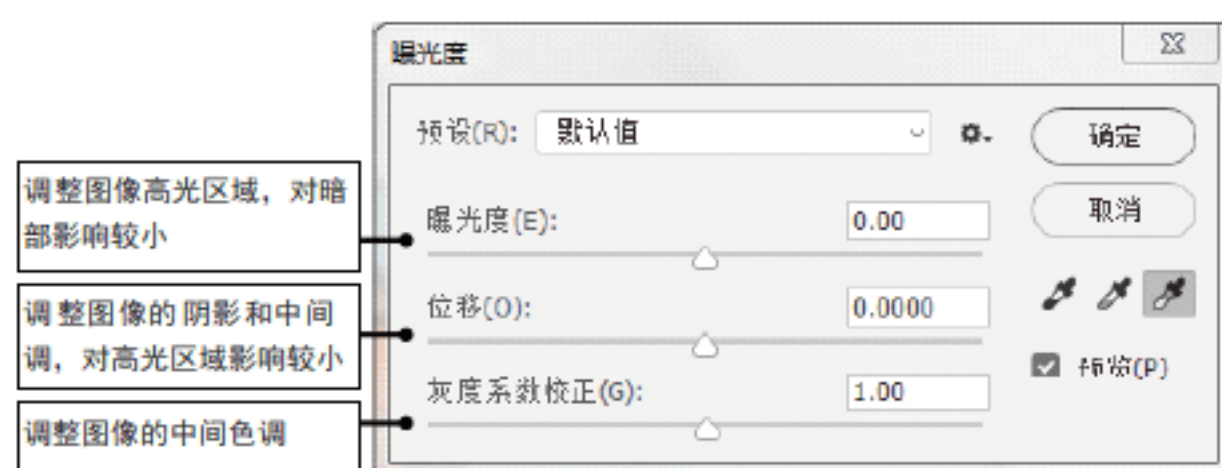 曝光度
预设(R): 默认值
确定
取消
调整图像高光区域，对暗
部影响较小
曝光度(E):
0.00
调整图像的阴影和中间
调，对高光区域影响较小
位移(O):
0.0000
预览(P)
调整图像的中间色调
灰度系数校正(G):
1.00